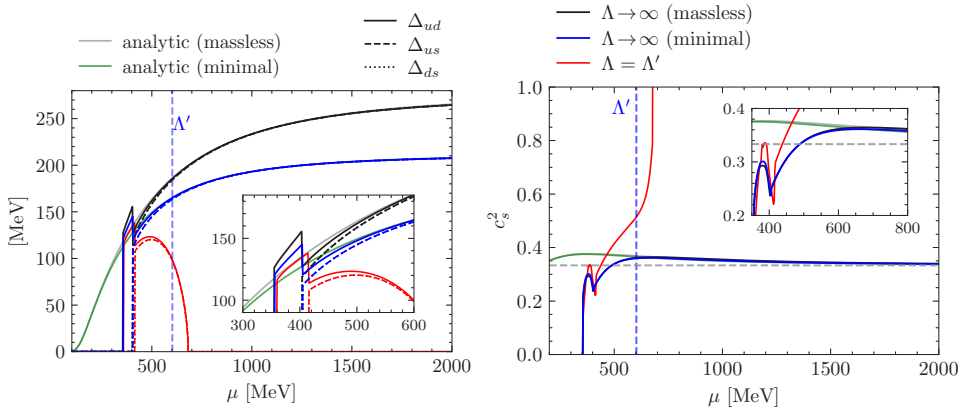 analytic (massless)
analytic (minimal)
Δ_ud
Δ_us
Δ_ds
[MeV]
250
200
150
100
50
0
Λ′
150
100
300 400 500 600
500 1000 1500 2000
μ [MeV]
Λ→∞ (massless)
Λ→∞ (minimal)
Λ = Λ′
c_s^2
1.0
0.8
0.6
0.4
0.2
0.0
Λ′
0.4
0.3
0.2
400 600 800
500 1000 1500 2000
μ [MeV]